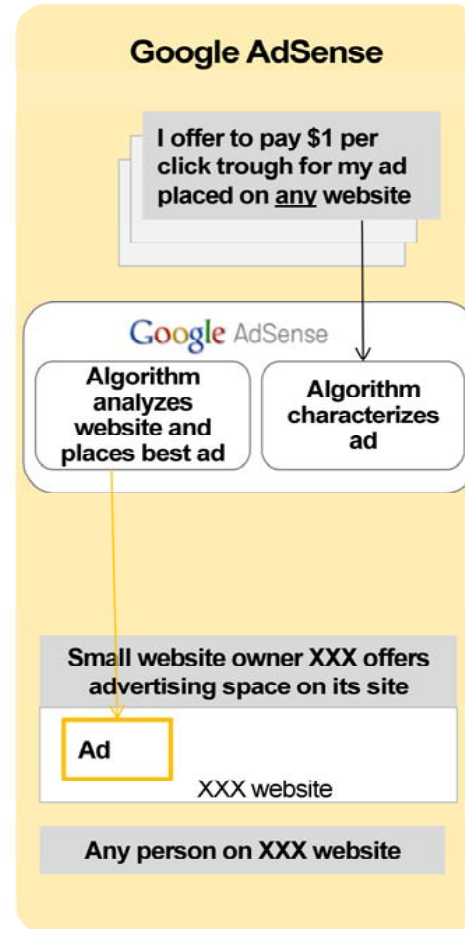 Google AdSense
I offer to pay $1 per
click trough for my ad
placed on any website
Google AdSense
Algorithm
analyzes
website and
places best ad
Algorithm
characterizes
ad
Small website owner XXX offers
advertising space on its site
Ad
XXX website
Any person on XXX website